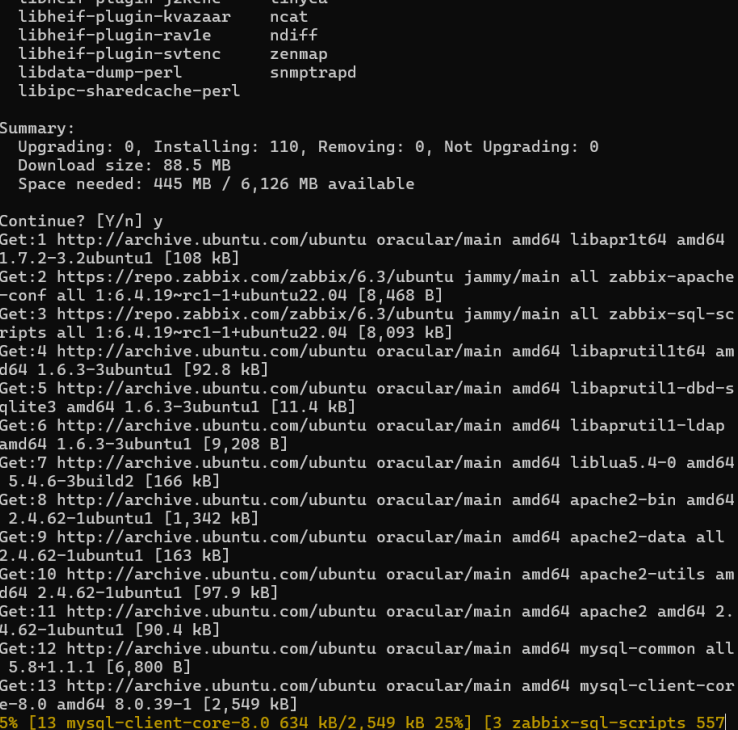 libheif-plugin-kvazaar ncat
libheif-plugin-rav1e ndiff
libheif-plugin-svtenc zenmap
libdata-dump-perl snmptrapd
libipc-sharedcache-perl
Summary:
Upgrading: 0, Installing: 110, Removing: 0, Not Upgrading: 0
Download size: 88.5 MB
Space needed: 445 MB / 6,126 MB available
Continue? [Y/n] y
Get:1 http://archive.ubuntu.com/ubuntu oracular/main amd64 libapr1t64 amd64
1.7.2-3.2ubuntu1 [108 kB]
Get:2 https://repo.zabbix.com/zabbix/6.3/ubuntu jammy/main all zabbix-apache
-conf all 1:6.4.19~rc1-1+ubuntu22.04 [8,468 B]
Get:3 https://repo.zabbix.com/zabbix/6.3/ubuntu jammy/main all zabbix-sql-sc
ripts all 1:6.4.19~rc1-1+ubuntu22.04 [8,093 kB]
Get:4 http://archive.ubuntu.com/ubuntu oracular/main amd64 libaprutil1t64 am
d64 1.6.3-3ubuntu1 [92.8 kB]
Get:5 http://archive.ubuntu.com/ubuntu oracular/main amd64 libaprutil1-dbd-s
qlite3 amd64 1.6.3-3ubuntu1 [11.4 kB]
Get:6 http://archive.ubuntu.com/ubuntu oracular/main amd64 libaprutil1-ldap
amd64 1.6.3-3ubuntu1 [9,208 B]
Get:7 http://archive.ubuntu.com/ubuntu oracular/main amd64 liblua5.4-0 amd64
5.4.6-3build2 [166 kB]
Get:8 http://archive.ubuntu.com/ubuntu oracular/main amd64 apache2-bin amd64
2.4.62-1ubuntu1 [1,342 kB]
Get:9 http://archive.ubuntu.com/ubuntu oracular/main amd64 apache2-data all
2.4.62-1ubuntu1 [163 kB]
Get:10 http://archive.ubuntu.com/ubuntu oracular/main amd64 apache2-utils am
d64 2.4.62-1ubuntu1 [97.9 kB]
Get:11 http://archive.ubuntu.com/ubuntu oracular/main amd64 apache2 amd64 2.
4.62-1ubuntu1 [90.4 kB]
Get:12 http://archive.ubuntu.com/ubuntu oracular/main amd64 mysql-common all
5.8+1.1.1 [6,800 B]
Get:13 http://archive.ubuntu.com/ubuntu oracular/main amd64 mysql-client-cor
e-8.0 amd64 8.0.39-1 [2,549 kB]
5% [13 mysql-client-core-8.0 634 kB/2,549 kB 25%] [3 zabbix-sql-scripts 557